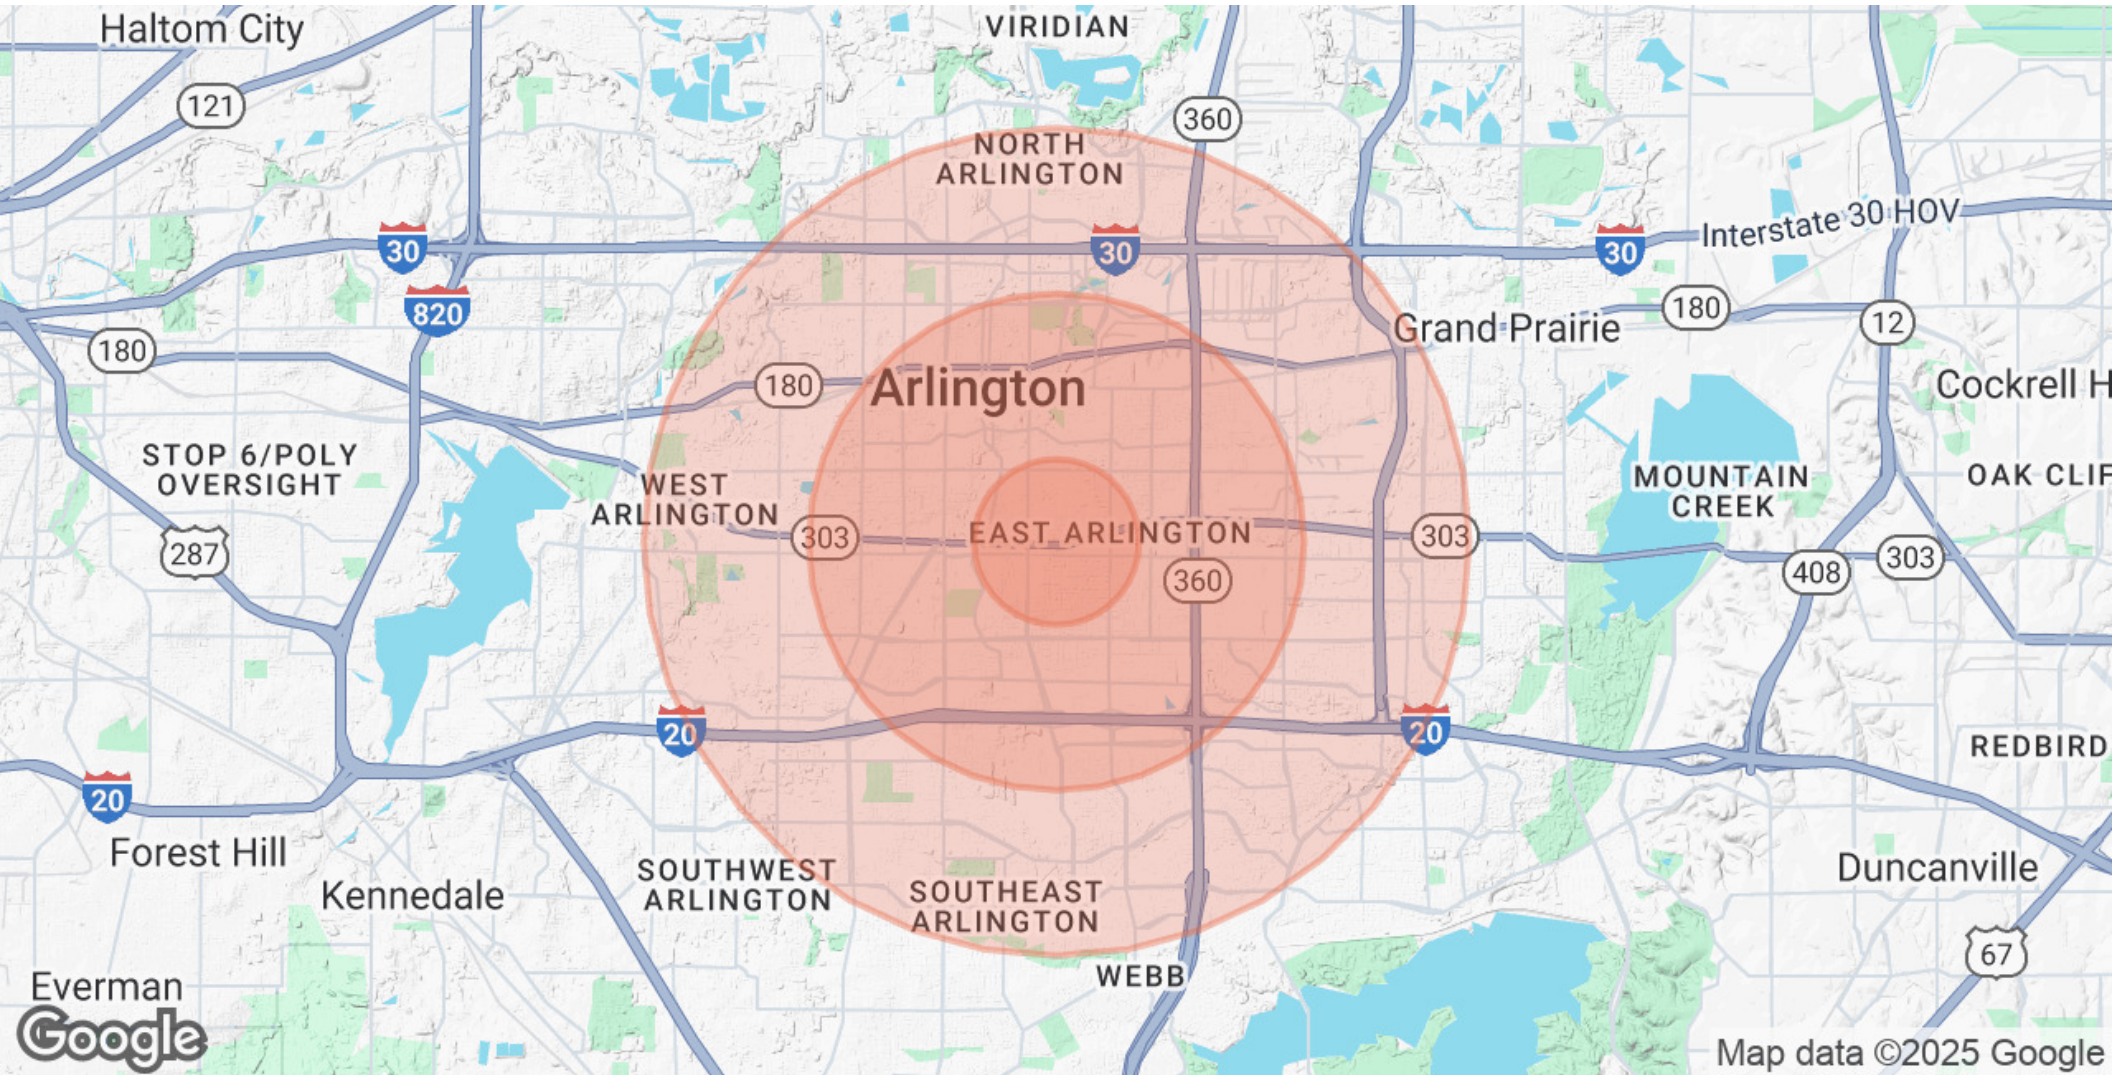 Haltom City
VIRIDIAN
121
360
NORTH
ARLINGTON
Interstate 30 HOV
30
30
30
820
180
180
12
Grand Prairie
180
180
Arlington
Cockrell H
STOP 6/POLY
OVERSIGHT
WEST
ARLINGTON
MOUNTAIN
CREEK
OAK CLIF
287
303
EAST ARLINGTON
303
303
360
408
20
20
20
REDBIRD
Forest Hill
Kennedale
SOUTHWEST
ARLINGTON
SOUTHEAST
ARLINGTON
Duncanville
WEBB
67
Everman
Google
Map data ©2025 Google